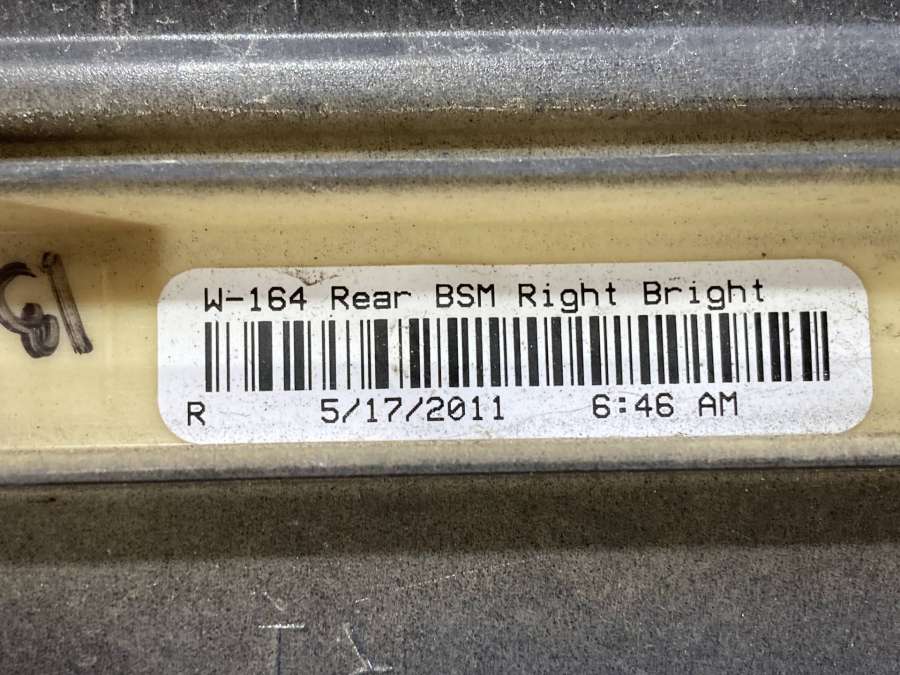 W-164 Rear BSM Right Bright
R 5/17/2011 6:46 AM